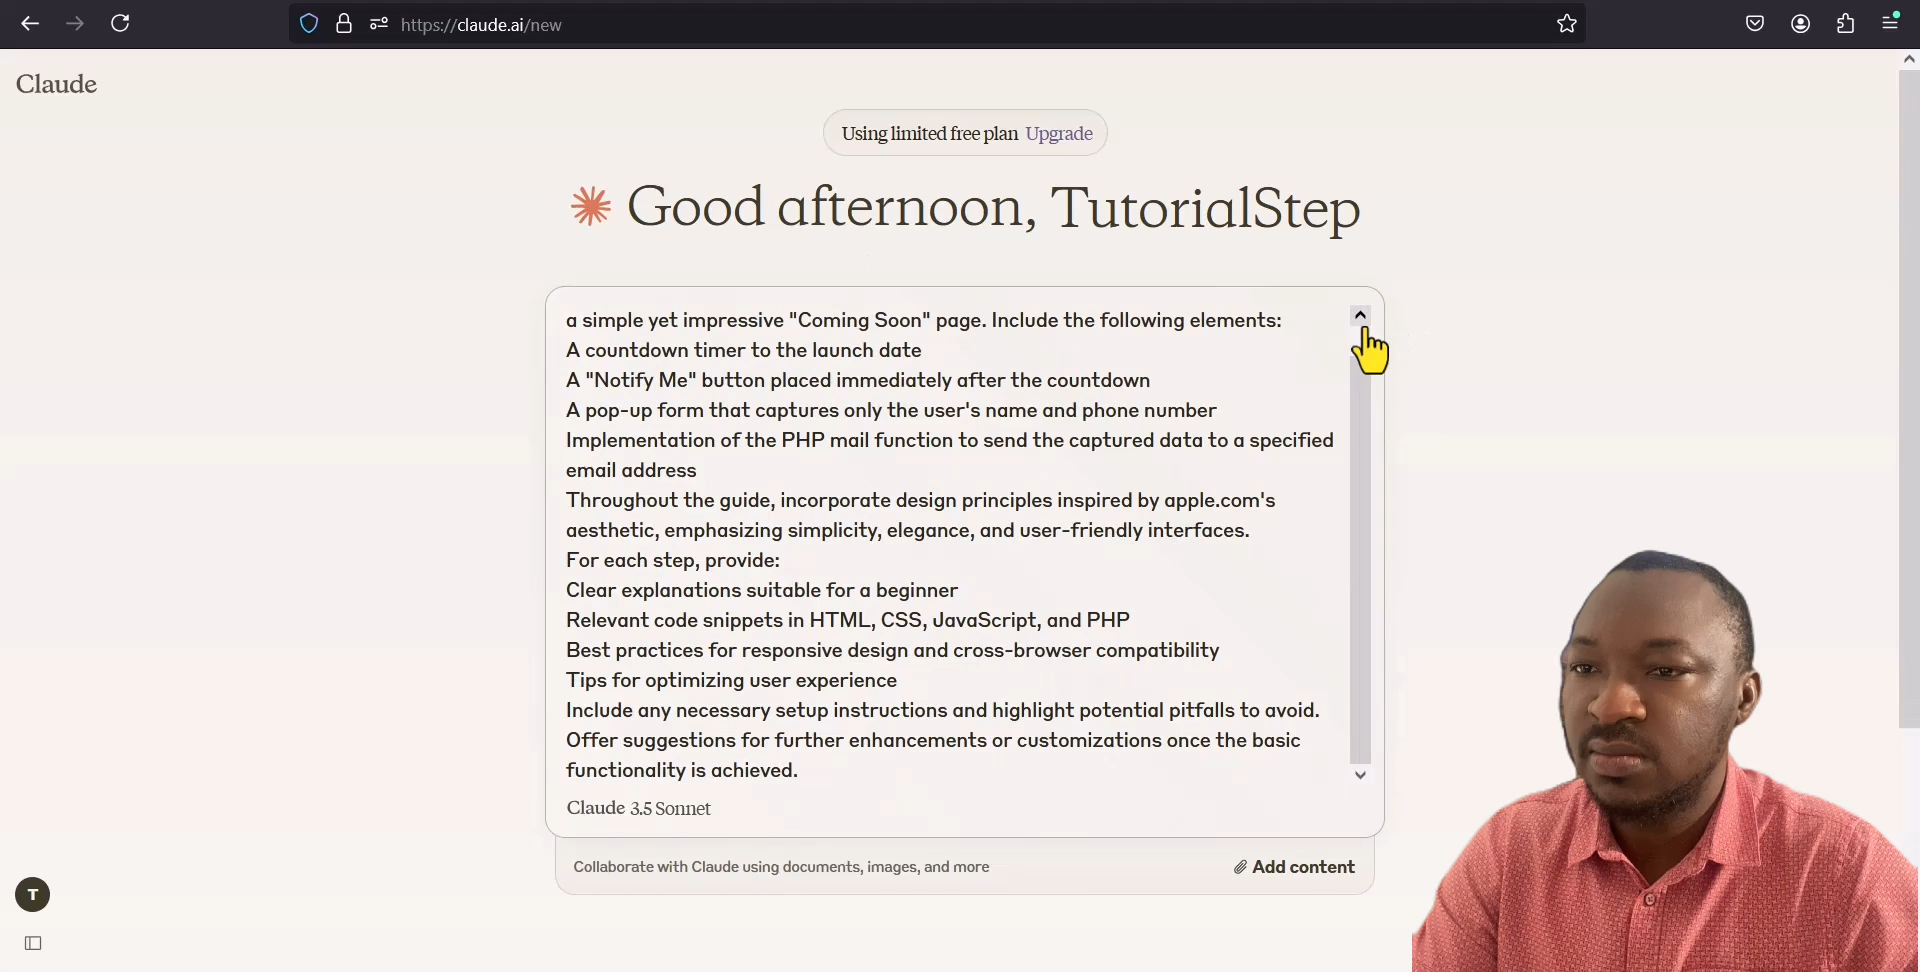 https://claude.ai/new
Claude
Using limited free plan Upgrade
Good afternoon, TutorialStep
a simple yet impressive "Coming Soon" page. Include the following elements:
A countdown timer to the launch date
A "Notify Me" button placed immediately after the countdown
A pop-up form that captures only the user's name and phone number
Implementation of the PHP mail function to send the captured data to a specified
email address
Throughout the guide, incorporate design principles inspired by apple.com's
aesthetic, emphasizing simplicity, elegance, and user-friendly interfaces.
For each step, provide:
Clear explanations suitable for a beginner
Relevant code snippets in HTML, CSS, JavaScript, and PHP
Best practices for responsive design and cross-browser compatibility
Tips for optimizing user experience
Include any necessary setup instructions and highlight potential pitfalls to avoid.
Offer suggestions for further enhancements or customizations once the basic
functionality is achieved.
Claude 3.5 Sonnet
Collaborate with Claude using documents, images, and more
Add content
T